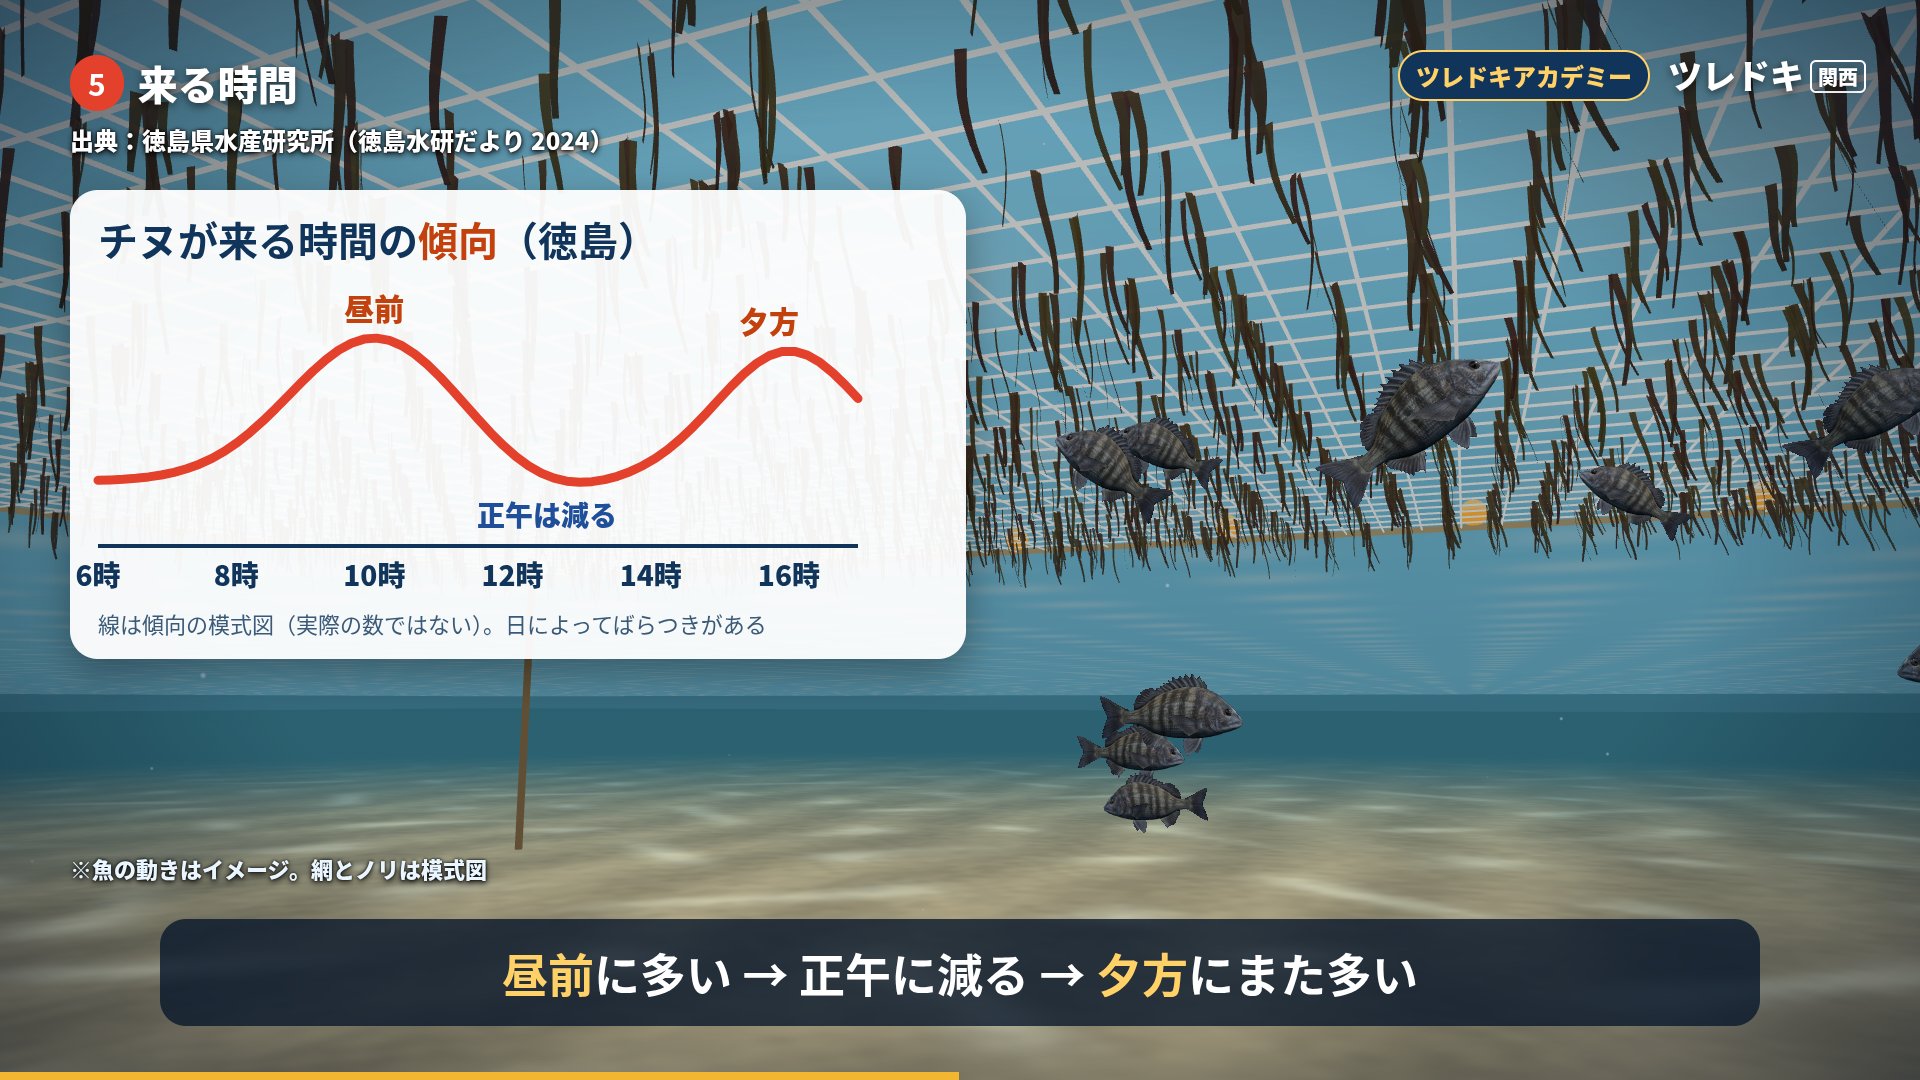 5 来る時間
ツレドキアカデミー ツレドキ 関西
出典：徳島県水産研究所（徳島水研だより 2024）
チヌが来る時間の傾向（徳島）
昼前
夕方
正午は減る
6時 8時 10時 12時 14時 16時
線は傾向の模式図（実際の数ではない）。日によってばらつきがある
※魚の動きはイメージ。網とノリは模式図
昼前に多い → 正午に減る → 夕方にまた多い